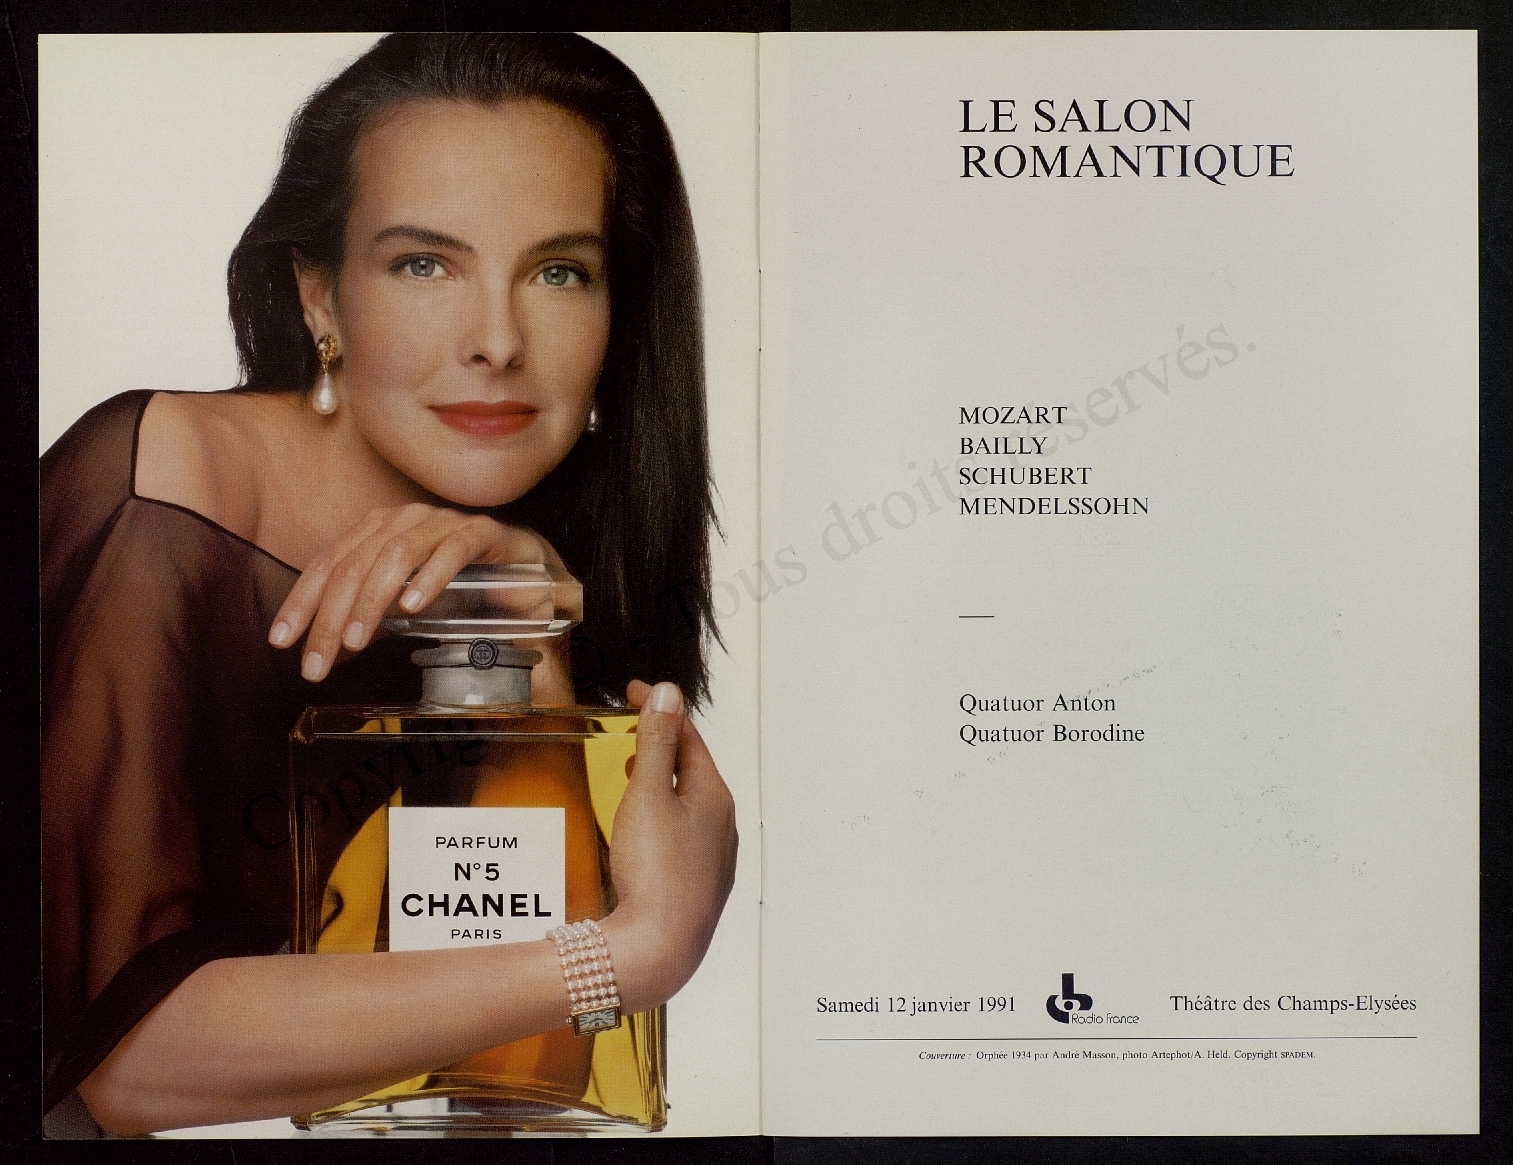 PARFUM
N°5
CHANEL
PARIS
LE SALON
ROMANTIQUE
MOZART
BAILLY
SCHUBERT
MENDELSSOHN
Quatuor Anton
Quatuor Borodine
Samedi 12 janvier 1991
Radio france
Théâtre des Champs-Elysées
Couverture : Orphée 1934 par André Masson, photo Artephot/A. Held. Copyright SPADEM.
Copyrig © - Tous droits réservés.